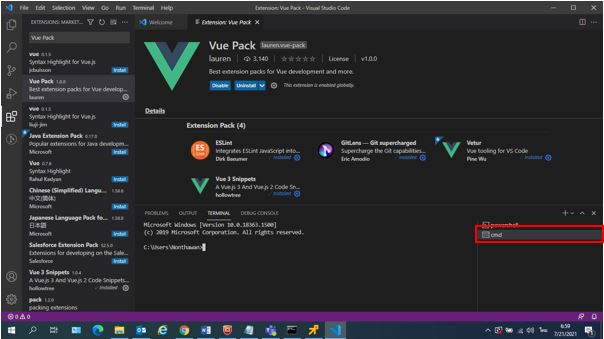 File Edit Selection View Go Run Terminal Help
Extension: Vue Pack - Visual Studio Code
EXTENSIONS: MARKET...
Vue Pack
vue 0.1.5
Syntax Highlight for Vue.js
jcbuisson
Install
Vue Pack 1.0.0
Best extension packs for Vue develop...
lauren
vue 0.1.5
Syntax Highlight for Vue.js
liuji-jim
Install
Java Extension Pack 0.17.0
Popular extensions for Java developm...
Microsoft
Install
Vue 0.7.8
Syntax Highlight
Rahul Kadyan
Install
Chinese (Simplified) Langu... 1.58.0
中文(简体)
Microsoft
Install
Japanese Language Pack fo... 1.58.0
日本語
Microsoft
Install
Salesforce Extension Pack 52.5.0
Extensions for developing on the Sale...
Salesforce
Install
Vue 3 Snippets 1.0.4
A Vue.js 3 And Vue.js 2 Code Snippets...
hollowtree
Installed
pack 1.2.0
packing extensions
Welcome
Extension: Vue Pack
Vue Pack
lauren.vue-pack
lauren
3,140
License
v1.0.0
Best extension packs for Vue development and more.
Disable
Uninstall
This extension is enabled globally.
Details
Extension Pack (4)
ESLint
Integrates ESLint JavaScript into...
Dirk Baeumer
Installed
GitLens — Git supercharged
Supercharge the Git capabilities...
Eric Amodio
Installed
Vetur
Vue tooling for VS Code
Pine Wu
Installed
Vue 3 Snippets
A Vue.js 3 And Vue.js 2 Code Sn...
hollowtree
Installed
PROBLEMS OUTPUT TERMINAL DEBUG CONSOLE
Microsoft Windows [Version 10.0.18363.1500]
(c) 2019 Microsoft Corporation. All rights reserved.
C:\Users\Nonthawan>
powershell
cmd
0 0
6:59
7/21/2021